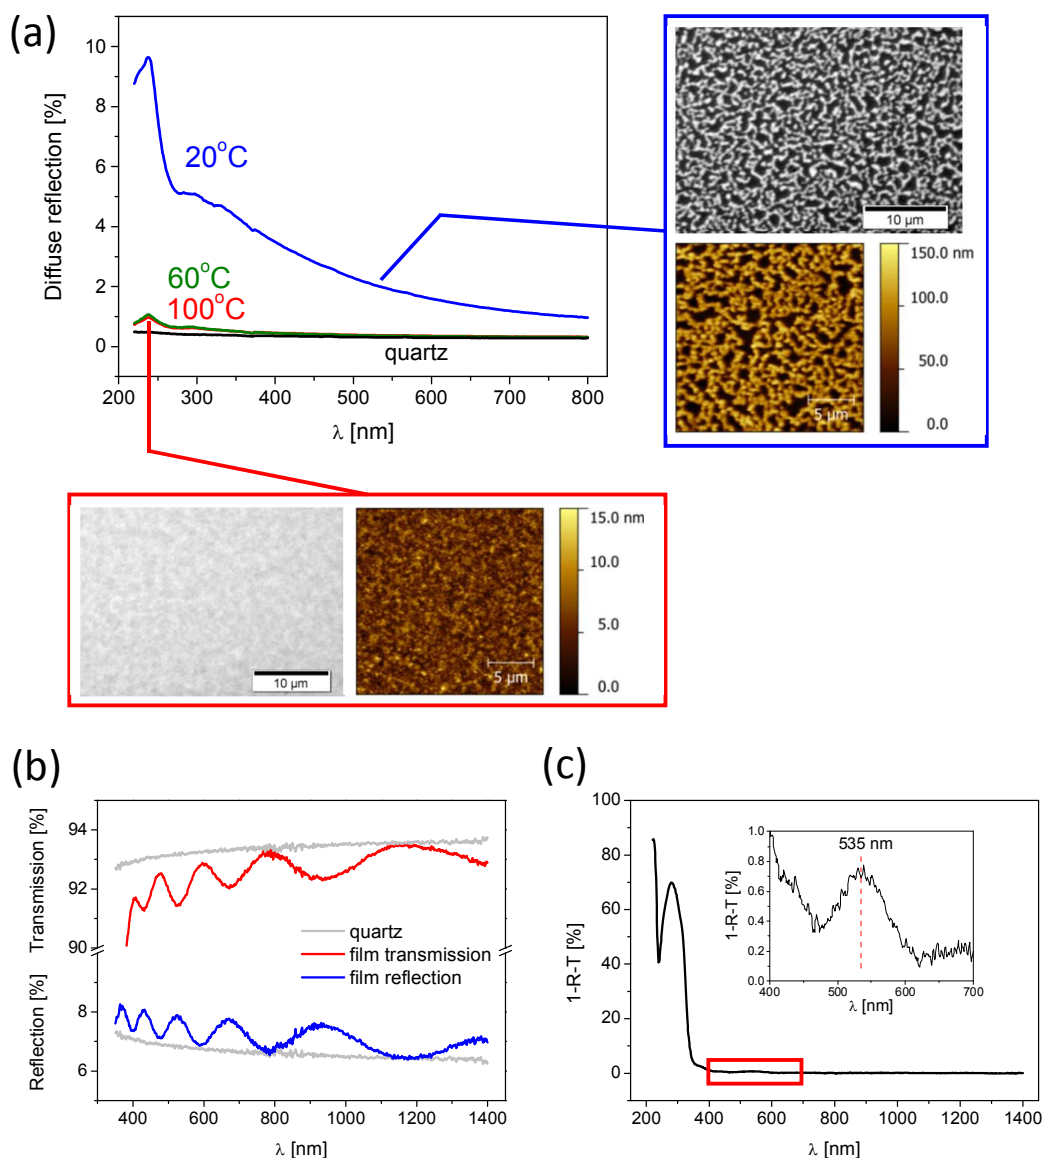 (a)
Diffuse reflection [%]
10
8
6
4
2
0
20°C
60°C
100°C
quartz
200 300 400 500 600 700 800
λ [nm]
10 µm
150.0 nm
100.0
50.0
0.0
5 µm
10 µm
15.0 nm
10.0
5.0
0.0
5 µm
(b)
Transmission [%]
94
92
90
quartz
film transmission
film reflection
Reflection [%]
8
6
400 600 800 1000 1200 1400
λ [nm]
(c)
1-R-T [%]
100
80
60
40
20
0
200 400 600 800 1000 1200 1400
λ [nm]
535 nm
1-R-T [%]
1.0
0.8
0.6
0.4
0.2
0.0
400 500 600 700
λ [nm]